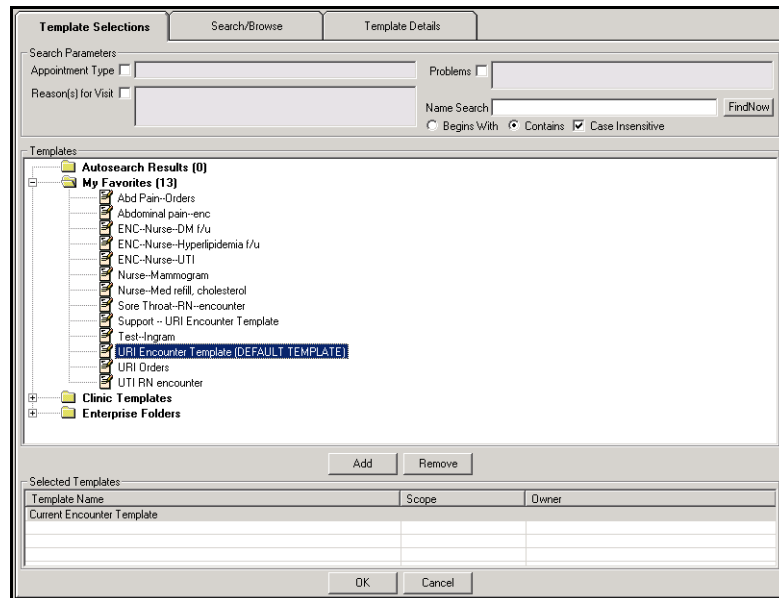 Template Selections
Search/Browse
Template Details
Search Parameters
Appointment Type
Problems
Reason(s) for Visit
Name Search
FindNow
Begins With
Contains
Case Insensitive
Templates
Autosearch Results (0)
My Favorites (13)
Abd Pain--Orders
Abdominal pain--enc
ENC--Nurse--DM f/u
ENC--Nurse--Hyperlipidemia f/u
ENC--Nurse--UTI
Nurse--Mammogram
Nurse--Med refill, cholesterol
Sore Throat--RN--encounter
Support -- URI Encounter Template
Test--Ingram
URI Encounter Template (DEFAULT TEMPLATE)
URI Orders
UTI RN encounter
Clinic Templates
Enterprise Folders
Add
Remove
Selected Templates
Template Name
Scope
Owner
Current Encounter Template
OK
Cancel